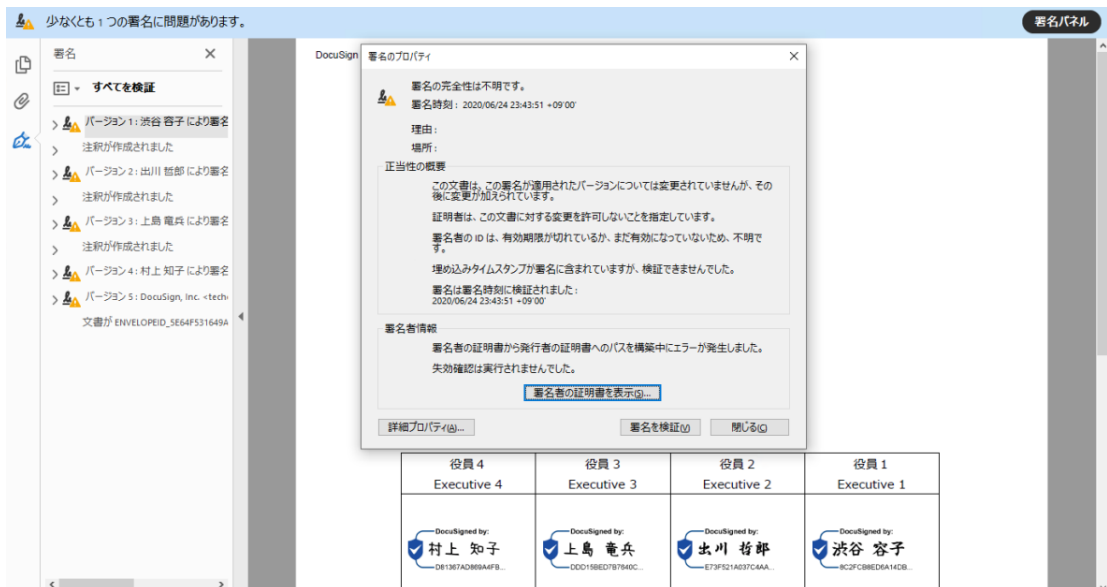 少なくとも 1 つの署名に問題があります。
署名パネル
署名
すべてを検証
バージョン 1 : 渋谷 容子 により署名
注釈が作成されました
バージョン 2 : 出川 哲郎 により署名
注釈が作成されました
バージョン 3 : 上島 竜兵 により署名
注釈が作成されました
バージョン 4 : 村上 知子 により署名
バージョン 5 : DocuSign, Inc. <tech
文書が ENVELOPEID_5E64F531649A
DocuSign
署名のプロパティ
署名の完全性は不明です。
署名時刻 : 2020/06/24 23:43:51 +09'00'
理由 :
場所 :
正当性の概要
この文書は、この署名が適用されたバージョンについては変更されていませんが、その
後に変更が加えられています。
証明者は、この文書に対する変更を許可しないことを指定しています。
署名者の ID は、有効期限が切れているか、まだ有効になっていないため、不明で
す。
埋め込みタイムスタンプが署名に含まれていますが、検証できませんでした。
署名は署名時刻に検証されました :
2020/06/24 23:43:51 +09'00'
署名者情報
署名者の証明書から発行者の証明書へのパスを構築中にエラーが発生しました。
失効確認は実行されませんでした。
署名者の証明書を表示(S)...
詳細プロパティ(A)...
署名を検証(V)
閉じる(C)
役員 4 役員 3 役員 2 役員 1
Executive 4 Executive 3 Executive 2 Executive 1
DocuSigned by: DocuSigned by: DocuSigned by: DocuSigned by:
村上 知子 上島 竜兵 出川 哲郎 渋谷 容子
D81367AD869A4FB... DDD15BED7B7640C... E73F521A037C4AA... 8C2FCB8ED6A14DB...